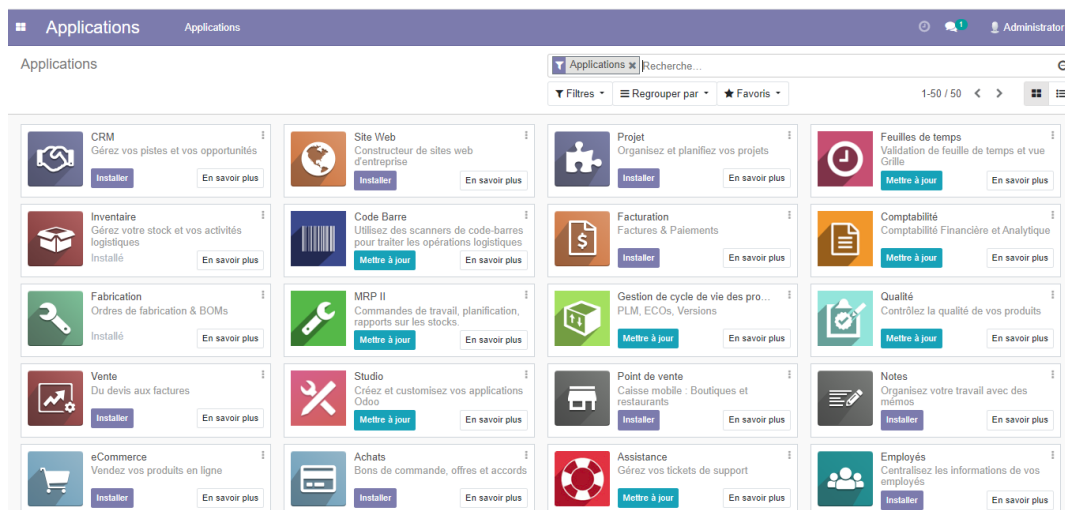 Applications Applications 1 Administrator
Applications
Applications × Recherche...
Filtres Regrouper par Favoris 1-50 / 50
CRM
Gérez vos pistes et vos opportunités
Installer En savoir plus
Site Web
Constructeur de sites web
d'entreprise
Installer En savoir plus
Projet
Organisez et planifiez vos projets
Installer En savoir plus
Feuilles de temps
Validation de feuille de temps et vue
Grille
Mettre à jour En savoir plus
Inventaire
Gérez votre stock et vos activités
logistiques
Installé En savoir plus
Code Barre
Utilisez des scanners de code-barres
pour traiter les opérations logistiques
Mettre à jour En savoir plus
Facturation
Factures & Paiements
Installer En savoir plus
Comptabilité
Comptabilité Financière et Analytique
Mettre à jour En savoir plus
Fabrication
Ordres de fabrication & BOMs
Installé En savoir plus
MRP II
Commandes de travail, planification,
rapports sur les stocks.
Mettre à jour En savoir plus
Gestion de cycle de vie des pro...
PLM, ECOs, Versions
Mettre à jour En savoir plus
Qualité
Contrôlez la qualité de vos produits
Mettre à jour En savoir plus
Vente
Du devis aux factures
Installer En savoir plus
Studio
Créez et customisez vos applications
Odoo
Mettre à jour En savoir plus
Point de vente
Caisse mobile : Boutiques et
restaurants
Installer En savoir plus
Notes
Organisez votre travail avec des
mémos
Installer En savoir plus
eCommerce
Vendez vos produits en ligne
Installer En savoir plus
Achats
Bons de commande, offres et accords
Installer En savoir plus
Assistance
Gérez vos tickets de support
Mettre à jour En savoir plus
Employés
Centralisez les informations de vos
employés
Installer En savoir plus